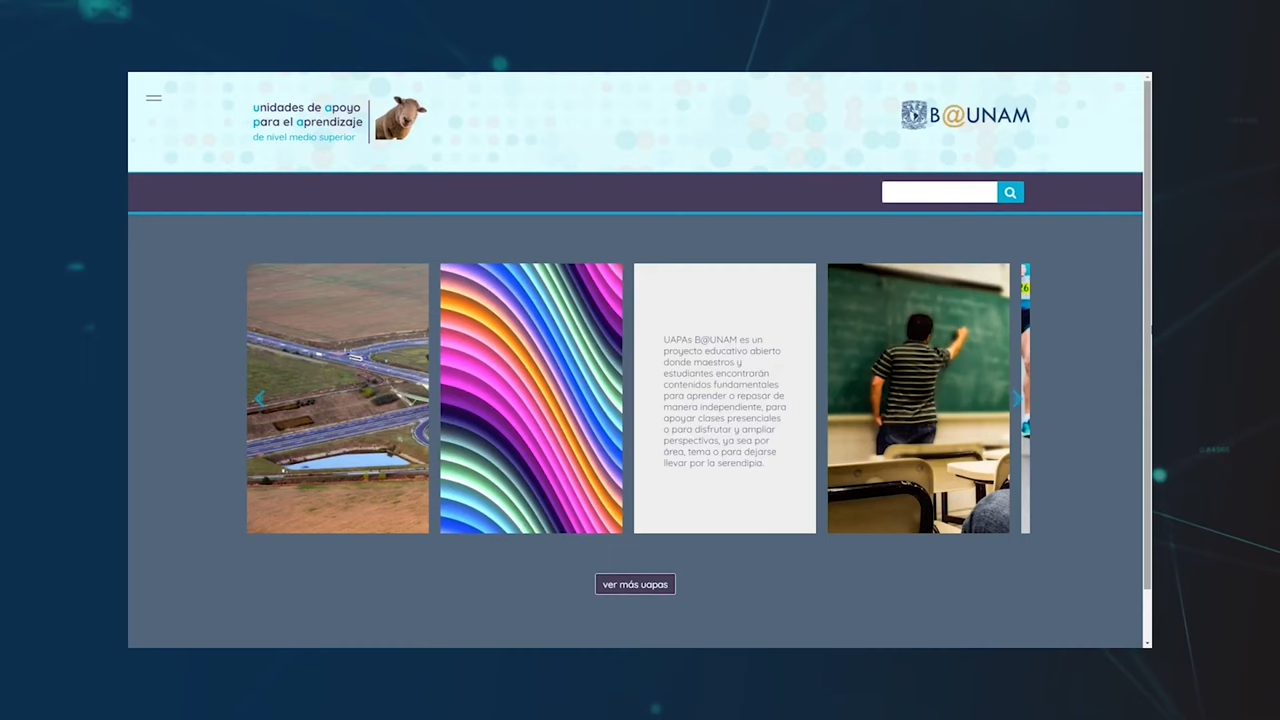 unidades de apoyo
para el aprendizaje
de nivel medio superior
B@UNAM
26
UAPAs B@UNAM es un
proyecto educativo abierto
donde maestros y
estudiantes encontrarán
contenidos fundamentales
para aprender o repasar de
manera independiente, para
apoyar clases presenciales
o para disfrutar y ampliar
perspectivas, ya sea por
área, tema o para dejarse
llevar por la serendipia.
ver más uapas